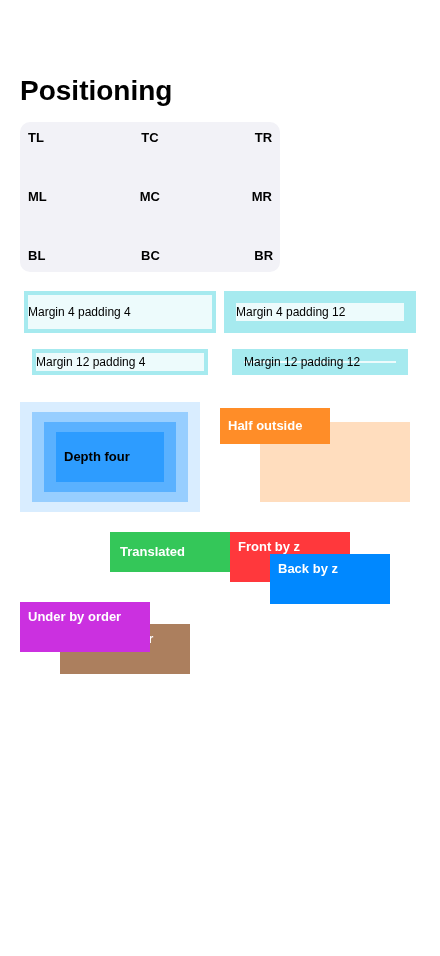 Positioning
TL TC TR
ML MC MR
BL BC BR
Margin 4 padding 4 Margin 4 padding 12
Margin 12 padding 4 Margin 12 padding 12
Depth four
Half outside
Translated
Front by z
Back by z
Under by order